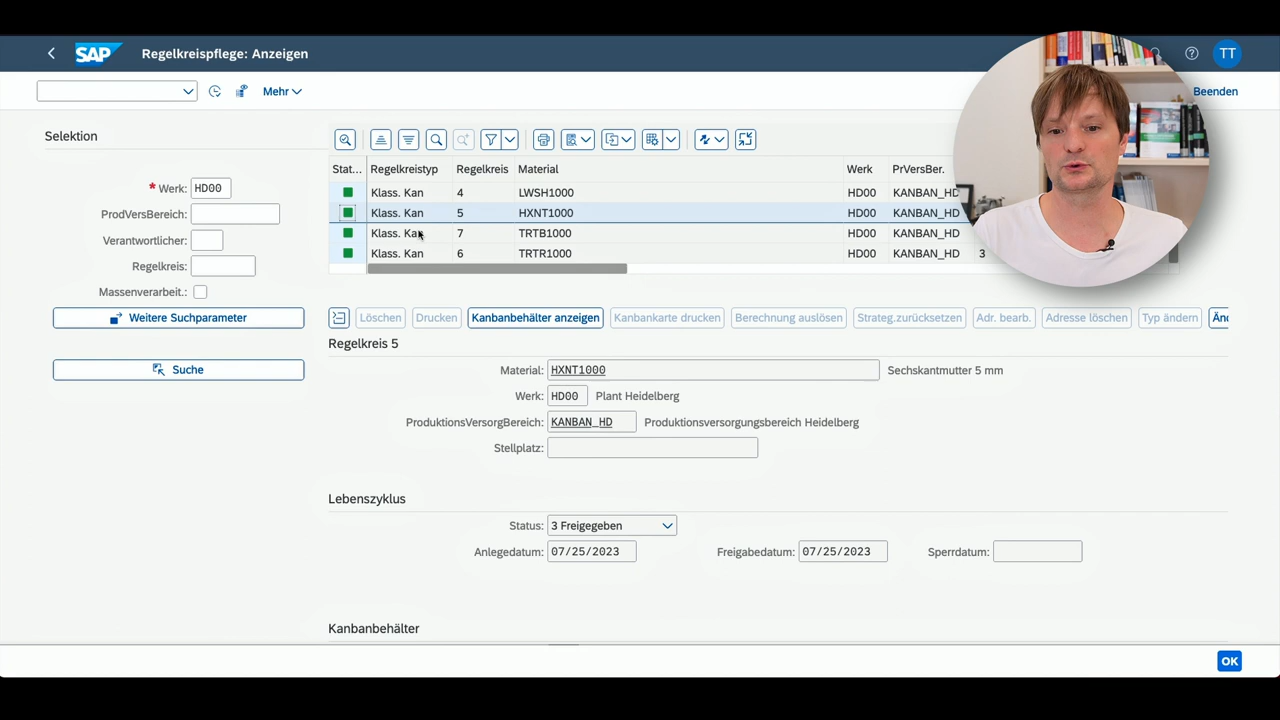 SAP Regelkreispflege: Anzeigen TT
Mehr Beenden
Selektion
* Werk: HD00
ProdVersBereich:
Verantwortlicher:
Regelkreis:
Massenverarbeit.:
Weitere Suchparameter
Suche
Stat... Regelkreistyp Regelkreis Material Werk PrVersBer.
Klass. Kan 4 LWSH1000 HD00 KANBAN_HD
Klass. Kan 5 HXNT1000 HD00 KANBAN_HD
Klass. Kan 7 TRTB1000 HD00 KANBAN_HD
Klass. Kan 6 TRTR1000 HD00 KANBAN_HD 3
Löschen Drucken Kanbanbehälter anzeigen Kanbankarte drucken Berechnung auslösen Strateg.zurücksetzen Adr. bearb. Adresse löschen Typ ändern Änd
Regelkreis 5
Material: HXNT1000 Sechskantmutter 5 mm
Werk: HD00 Plant Heidelberg
ProduktionsVersorgBereich: KANBAN_HD Produktionsversorgungsbereich Heidelberg
Stellplatz:
Lebenszyklus
Status: 3 Freigegeben
Anlegedatum: 07/25/2023 Freigabedatum: 07/25/2023 Sperrdatum:
Kanbanbehälter
OK